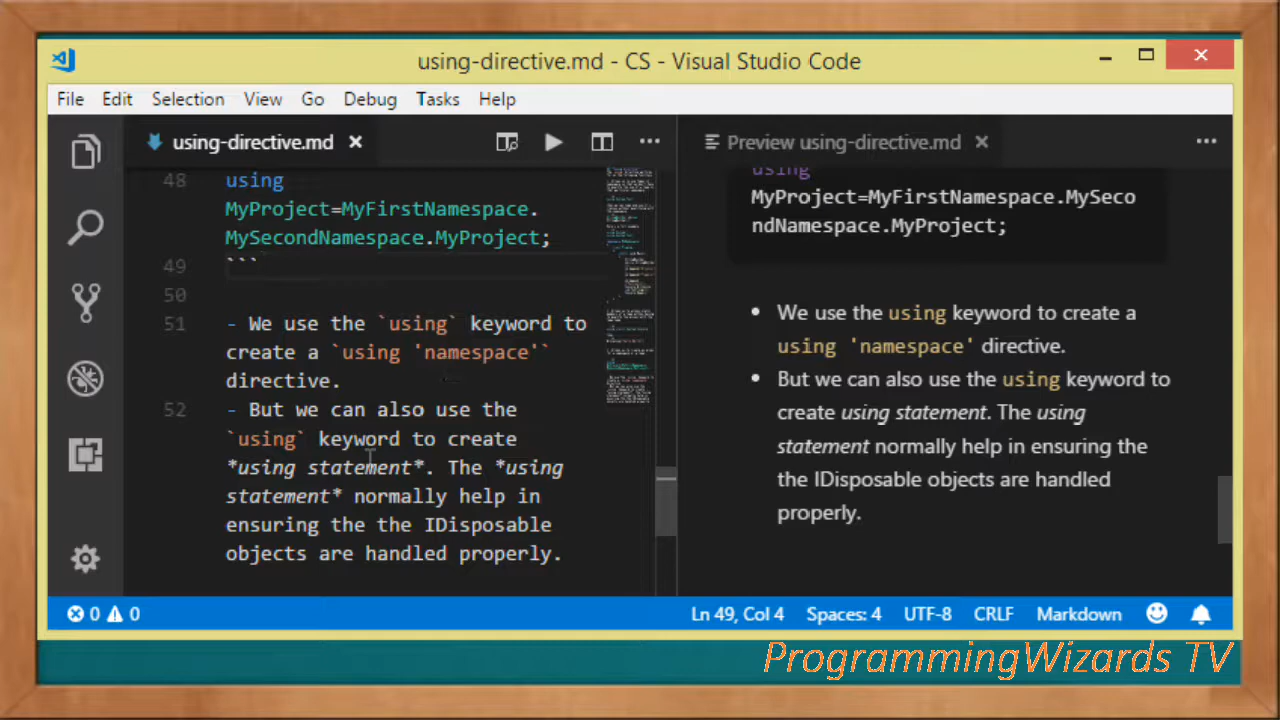 using-directive.md - CS - Visual Studio Code
File Edit Selection View Go Debug Tasks Help
using-directive.md
Preview using-directive.md
48 using
MyProject=MyFirstNamespace.
MySecondNamespace.MyProject;
49 ```
50
51 - We use the `using` keyword to
create a `using 'namespace'`
directive.
52 - But we can also use the
`using` keyword to create
*using statement*. The *using
statement* normally help in
ensuring the the IDisposable
objects are handled properly.
using
MyProject=MyFirstNamespace.MySeco
ndNamespace.MyProject;
• We use the using keyword to create a
using 'namespace' directive.
• But we can also use the using keyword to
create using statement. The using
statement normally help in ensuring the
the IDisposable objects are handled
properly.
0 0
Ln 49, Col 4 Spaces: 4 UTF-8 CRLF Markdown
ProgrammingWizards TV